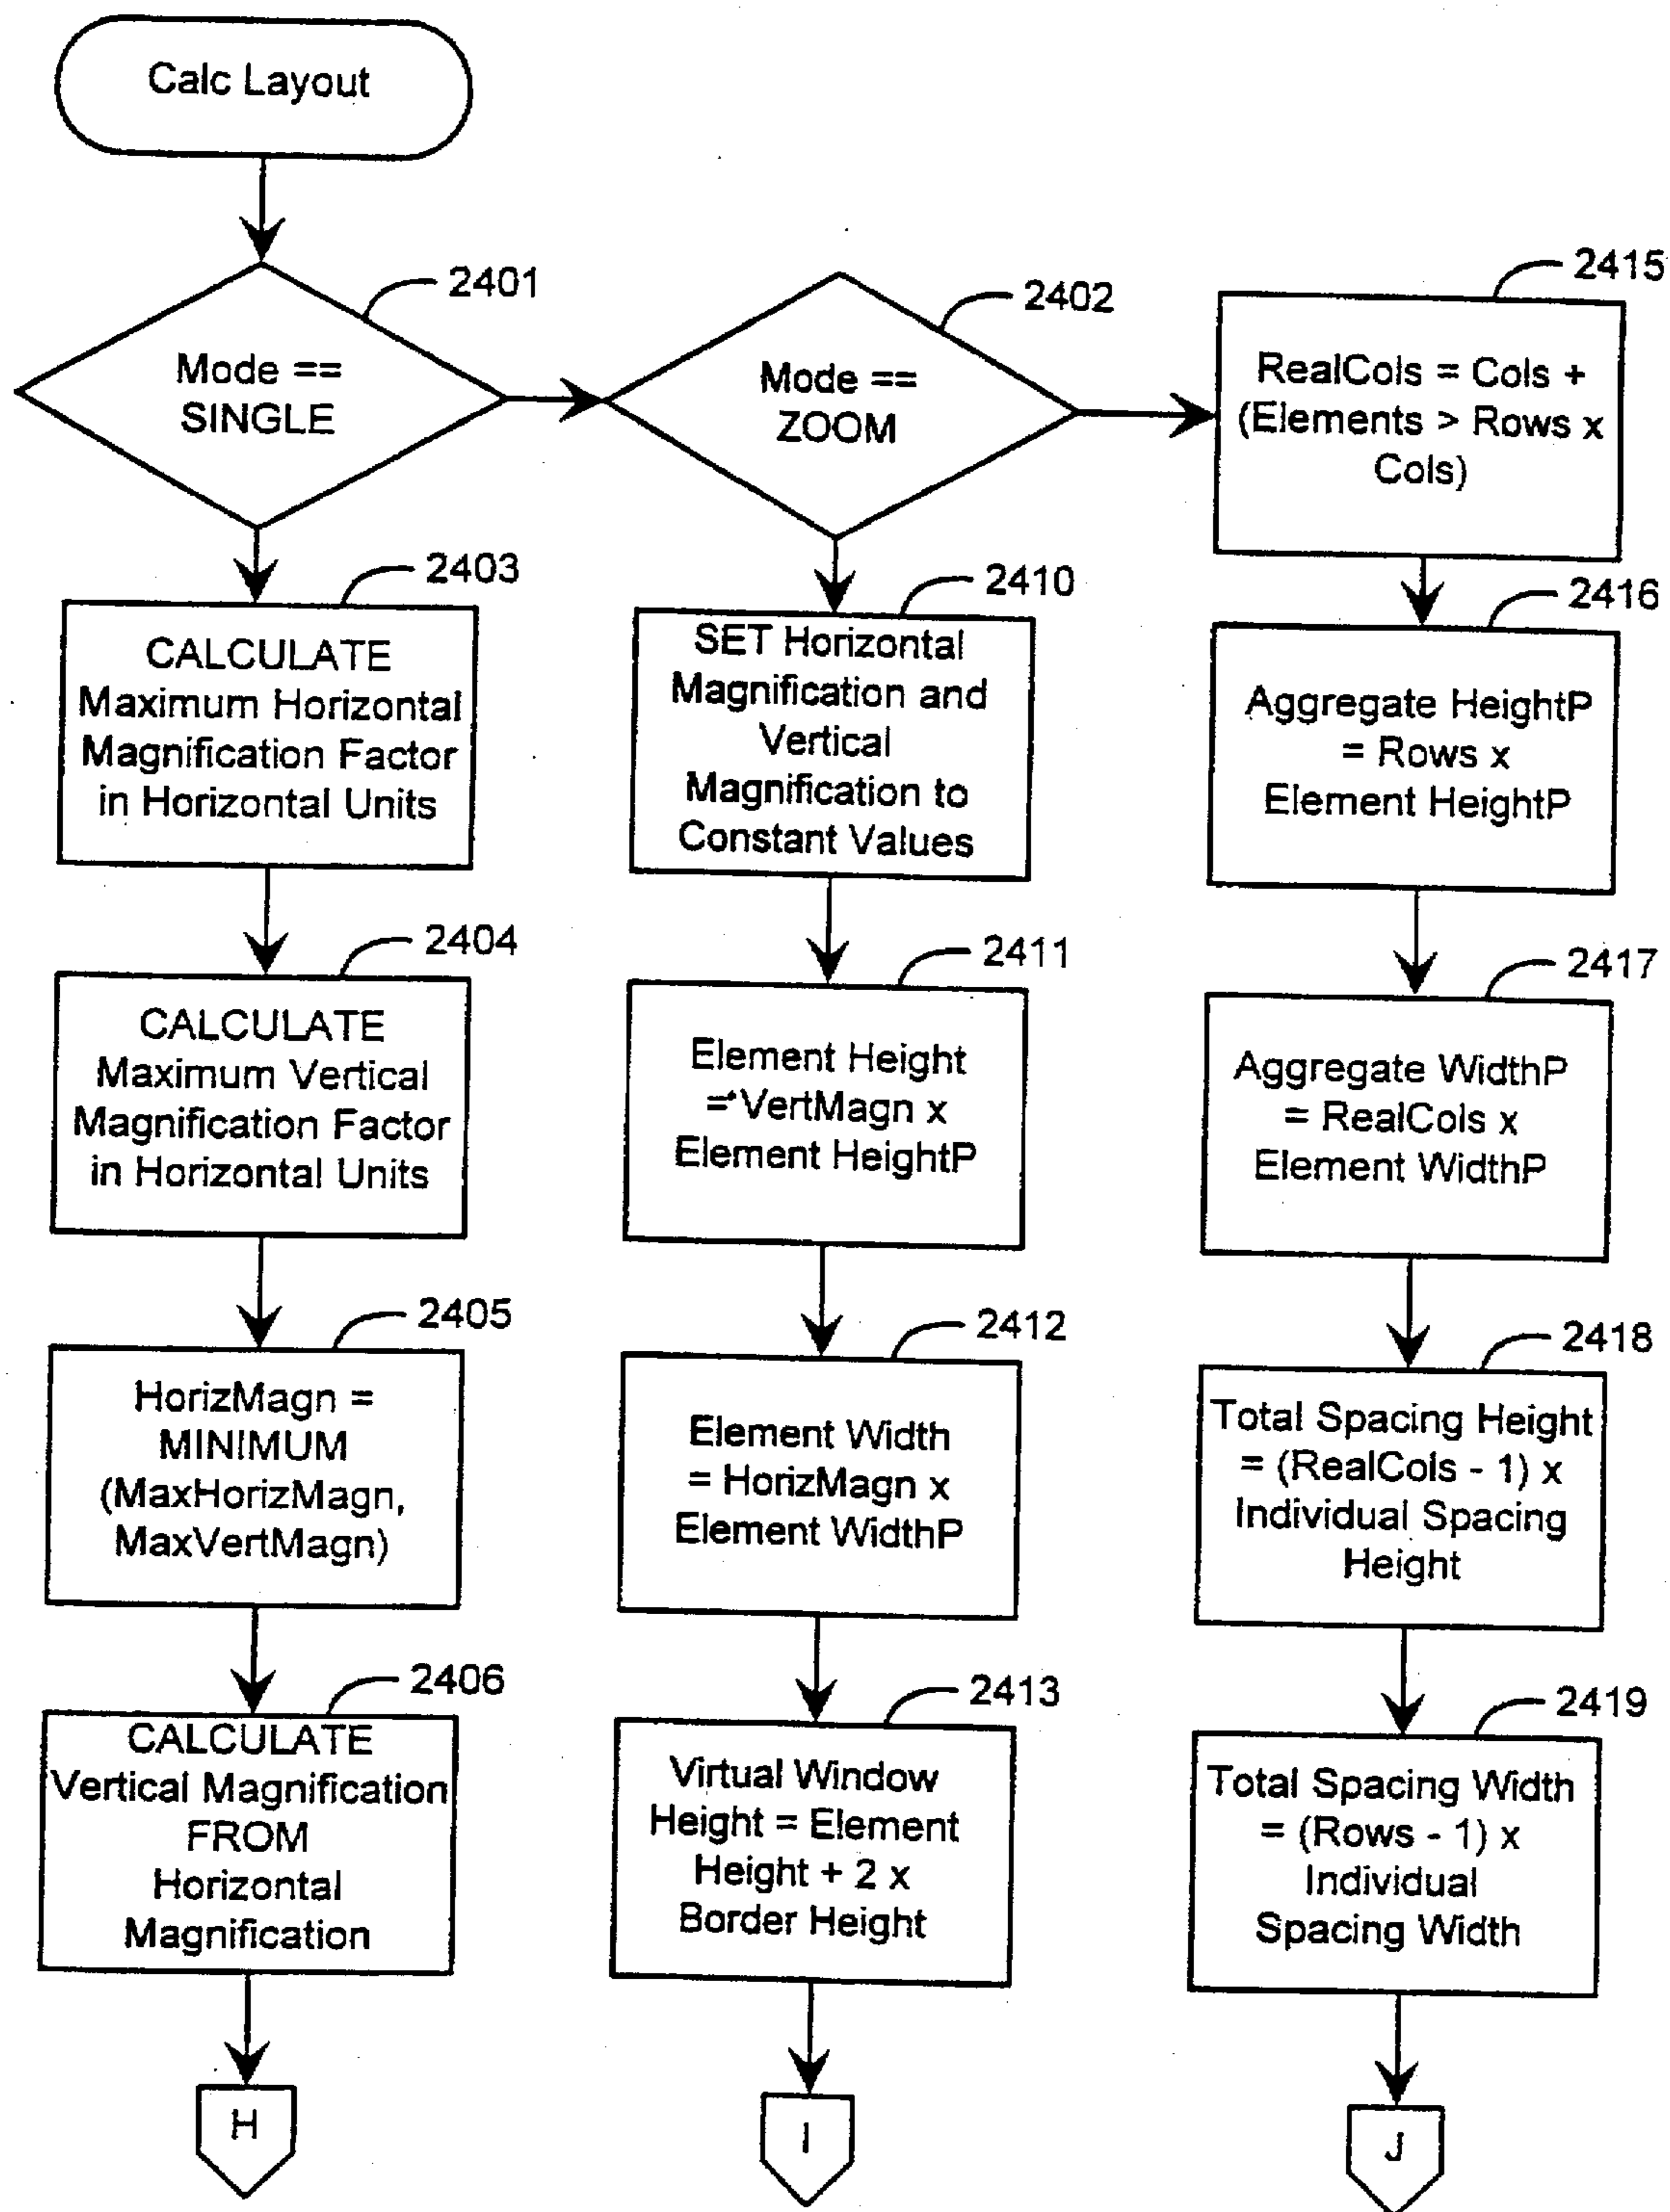 Calc Layout
2401
Mode ==
SINGLE
2402
Mode ==
ZOOM
2415
RealCols = Cols +
(Elements > Rows x
Cols)
2403
CALCULATE
Maximum Horizontal
Magnification Factor
in Horizontal Units
2410
SET Horizontal
Magnification and
Vertical
Magnification to
Constant Values
2416
Aggregate HeightP
= Rows x
Element HeightP
2404
CALCULATE
Maximum Vertical
Magnification Factor
in Horizontal Units
2411
Element Height
= VertMagn x
Element HeightP
2417
Aggregate WidthP
= RealCols x
Element WidthP
2405
HorizMagn =
MINIMUM
(MaxHorizMagn,
MaxVertMagn)
2412
Element Width
= HorizMagn x
Element WidthP
2418
Total Spacing Height
= (RealCols - 1) x
Individual Spacing
Height
2406
CALCULATE
Vertical Magnification
FROM
Horizontal
Magnification
2413
Virtual Window
Height = Element
Height + 2 x
Border Height
2419
Total Spacing Width
= (Rows - 1) x
Individual
Spacing Width
H
I
J